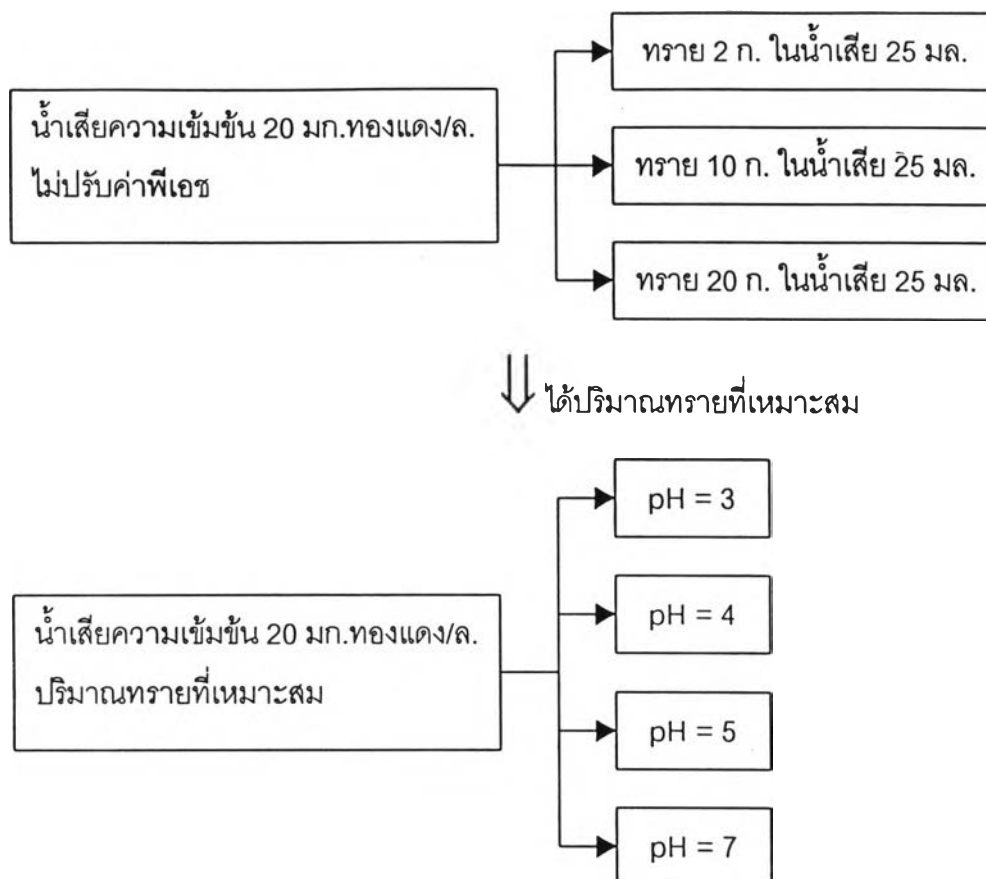 ทราย 2 ก. ในน้ำเสีย 25 มล.
น้ำเสียความเข้มข้น 20 มก.ทองแดง/ล.
ไม่ปรับค่าพีเอช
ทราย 10 ก. ในน้ำเสีย 25 มล.
ทราย 20 ก. ในน้ำเสีย 25 มล.
ได้ปริมาณทรายที่เหมาะสม
pH = 3
pH = 4
น้ำเสียความเข้มข้น 20 มก.ทองแดง/ล.
ปริมาณทรายที่เหมาะสม
pH = 5
pH = 7